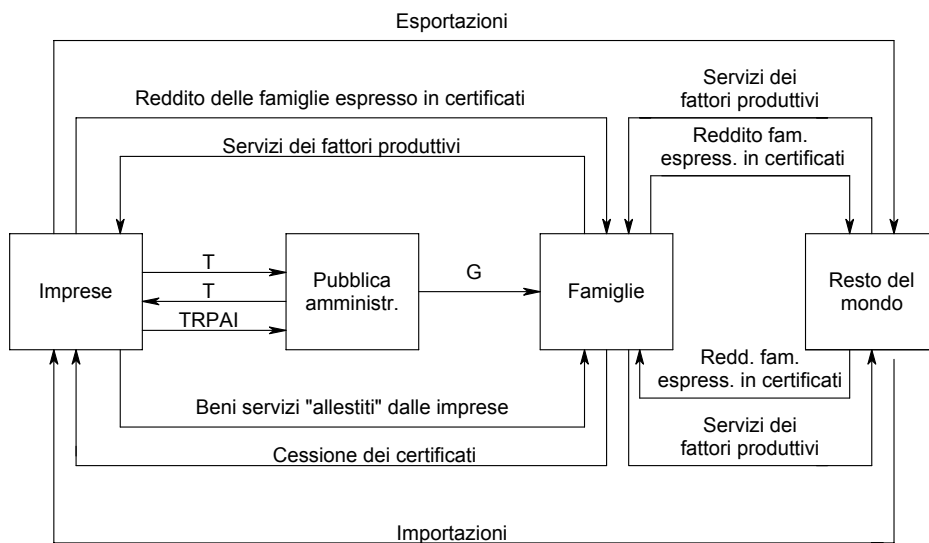 Esportazioni
Reddito delle famiglie espresso in certificati
Servizi dei fattori produttivi
Servizi dei
fattori produttivi
Reddito fam.
espress. in certificati
Imprese
T
T
TRPAI
Pubblica
amministr.
G
Famiglie
Resto del
mondo
Beni servizi "allestiti" dalle imprese
Cessione dei certificati
Redd. fam.
espress. in certificati
Servizi dei
fattori produttivi
Importazioni